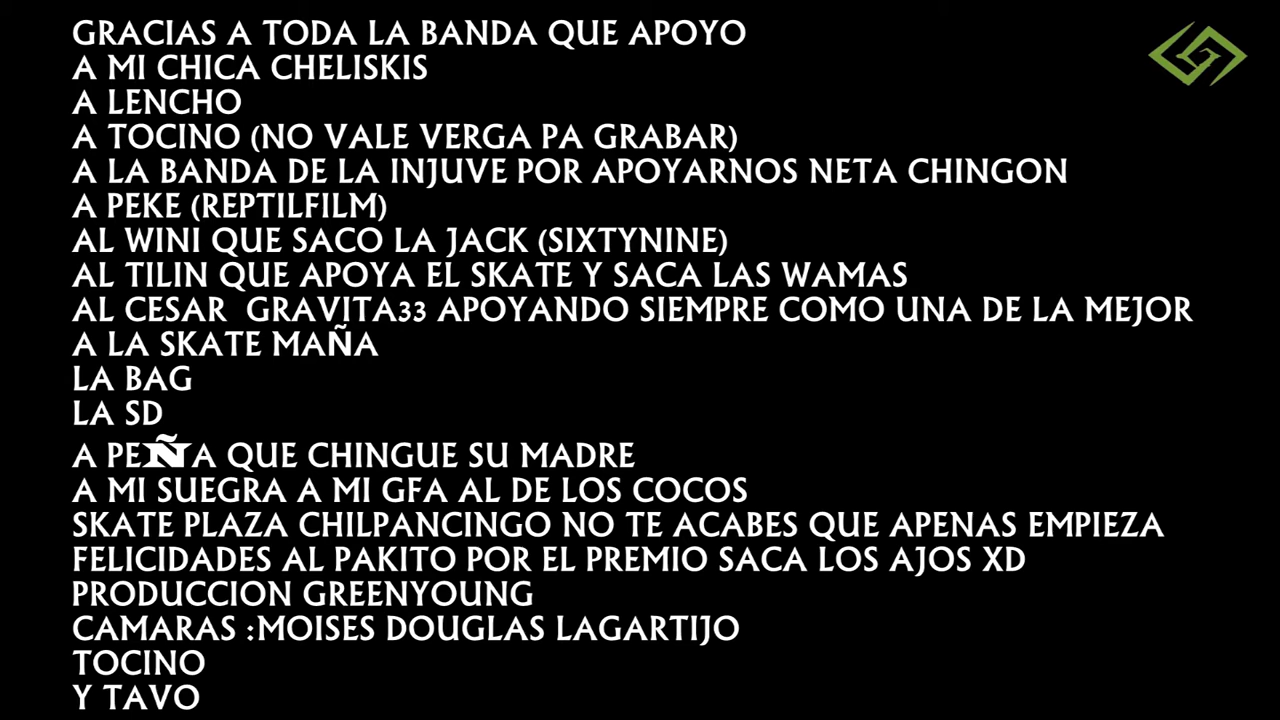 GRACIAS A TODA LA BANDA QUE APOYO
A MI CHICA CHELISKIS
A LENCHO
A TOCINO (NO VALE VERGA PA GRABAR)
A LA BANDA DE LA INJUVE POR APOYARNOS NETA CHINGON
A PEKE (REPTILFILM)
AL WINI QUE SACO LA JACK (SIXTYNINE)
AL TILIN QUE APOYA EL SKATE Y SACA LAS WAMAS
AL CESAR  GRAVITA33 APOYANDO SIEMPRE COMO UNA DE LA MEJOR
A LA SKATE MAÑA
LA BAG
LA SD
A PEÑA QUE CHINGUE SU MADRE
A MI SUEGRA A MI GFA AL DE LOS COCOS
SKATE PLAZA CHILPANCINGO NO TE ACABES QUE APENAS EMPIEZA
FELICIDADES AL PAKITO POR EL PREMIO SACA LOS AJOS XD
PRODUCCION GREENYOUNG
CAMARAS :MOISES DOUGLAS LAGARTIJO
TOCINO
Y TAVO